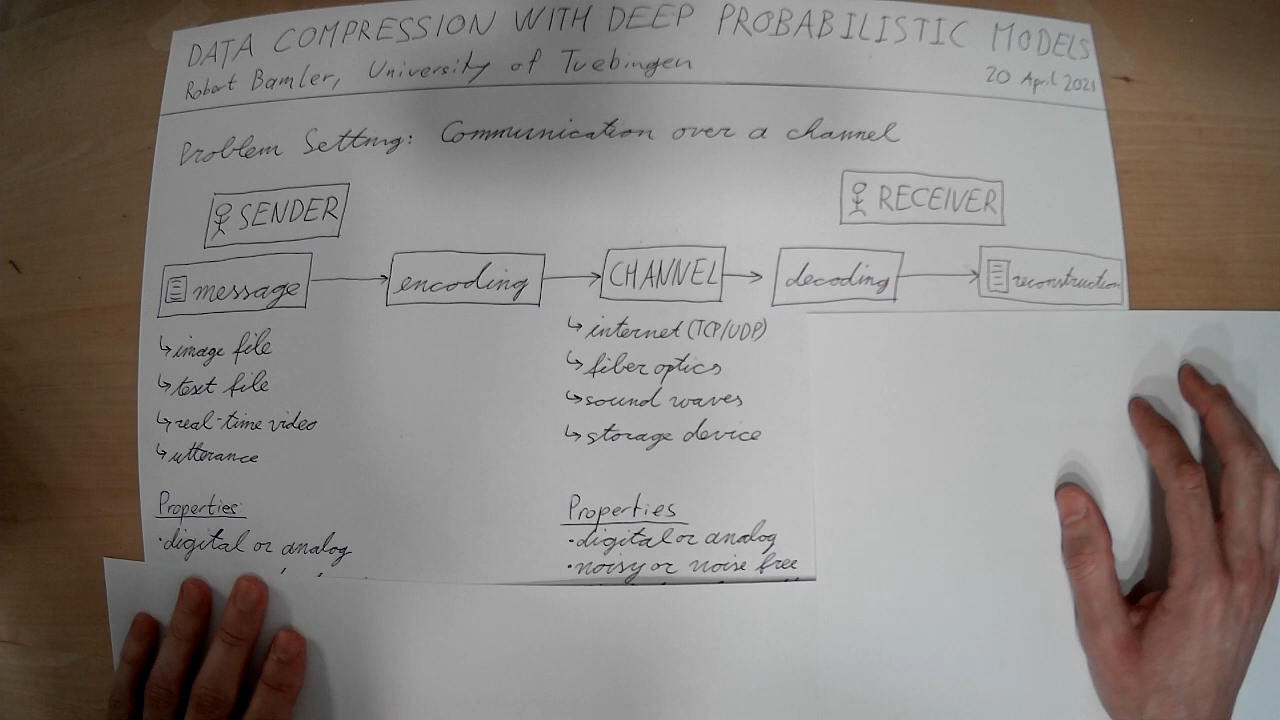 DATA COMPRESSION WITH DEEP PROBABILISTIC MODELS
Robert Bamler, University of Tuebingen
20 April 2021
Problem Setting: Communication over a channel
SENDER
RECEIVER
message
encoding
CHANNEL
decoding
reconstruction
↳image file
↳text file
↳real-time video
↳utterance
↳internet (TCP/UDP)
↳fiber optics
↳sound waves
↳storage device
Properties:
·digital or analog
Properties
·digital or analog
·noisy or noise free